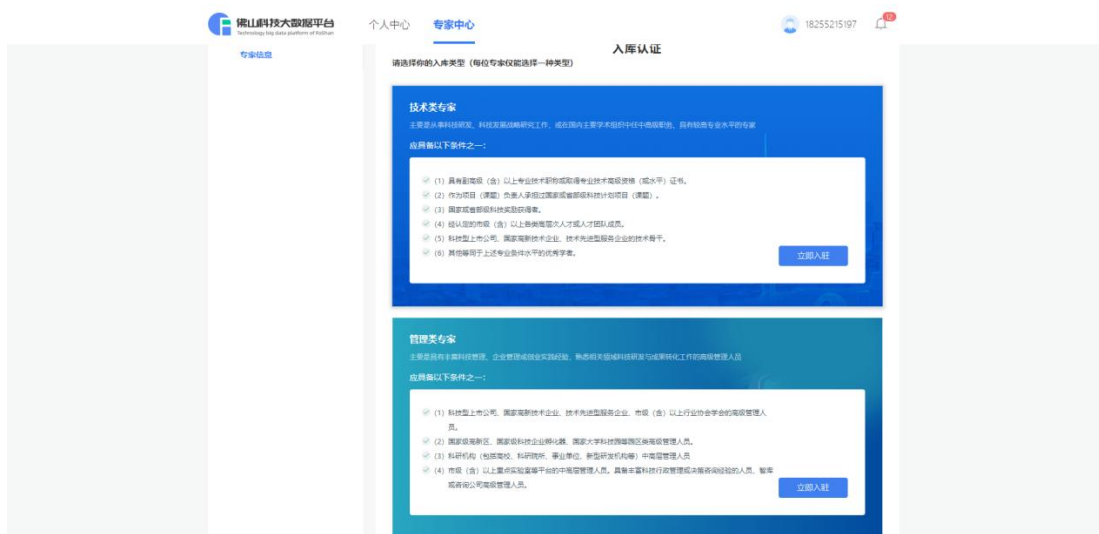 佛山科技大数据平台
Technology big data platform of FoShan
个人中心
专家中心
18255215197
12
专家信息
入库认证
请选择你的入库类型（每位专家仅能选择一种类型）
技术类专家
主要是从事科技研发、科技发展战略研究工作，或在国内主要学术组织中任中高级职务、具有较高专业水平的专家
应具备以下条件之一：
（1）具有副高级（含）以上专业技术职称或取得专业技术高级资格（或水平）证书。
（2）作为项目（课题）负责人承担过国家或省部级科技计划项目（课题）。
（3）国家或省部级科技奖励获得者。
（4）经认定的市级（含）以上各类高层次人才或人才团队成员。
（5）科技型上市公司、国家高新技术企业、技术先进型服务企业的技术骨干。
（6）其他等同于上述专业条件水平的优秀学者。
立即入驻
管理类专家
主要是具有丰富科技管理、企业管理或创业实践经验、熟悉相关领域科技研发与成果转化工作的高级管理人员
应具备以下条件之一：
（1）科技型上市公司、国家高新技术企业、技术先进型服务企业、市级（含）以上行业协会学会的高级管理人
员。
（2）国家级高新区、国家级科技企业孵化器、国家大学科技园等园区类高级管理人员。
（3）科研机构（包括高校、科研院所、事业单位、新型研发机构等）中高层管理人员
（4）市级（含）以上重点实验室等平台的中高层管理人员。具备丰富科技行政管理或决策咨询经验的人员、智库
或咨询公司高级管理人员。
立即入驻